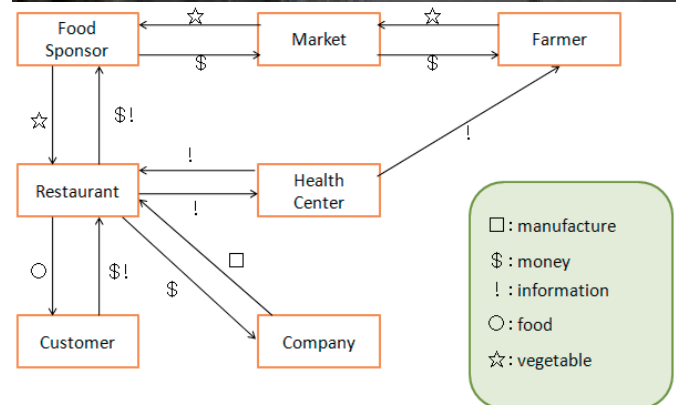 ☆ ☆
Food
Sponsor
Market
Farmer
$ $
☆ $!
!
!
Restaurant
Health
Center
!
□: manufacture
$: money
!: information
○: food
☆: vegetable
○ $! $ □
Customer
Company